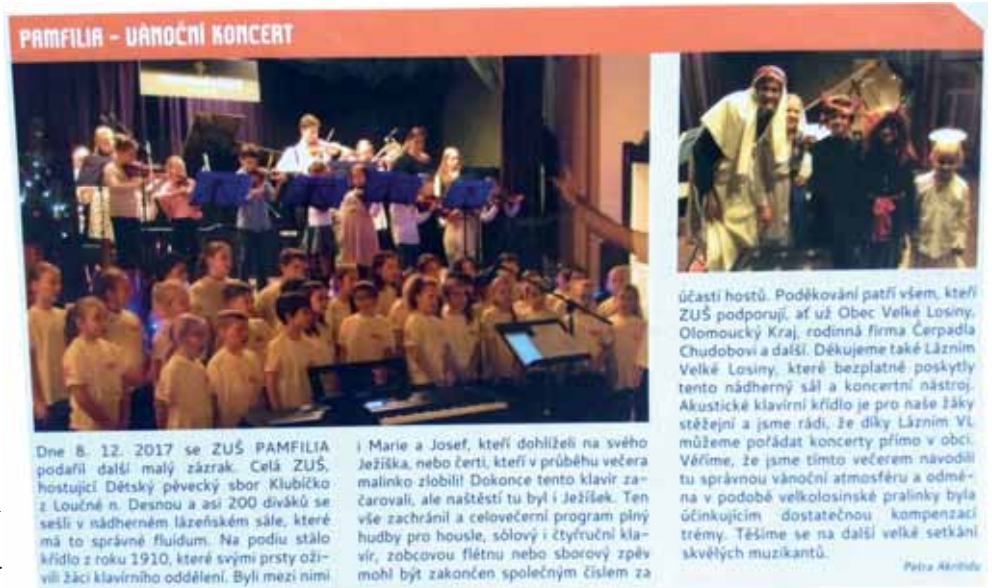 PAMFILIA – VÁNOČNÍ KONCERT
Dne 8. 12. 2017 se ZUŠ PAMFILIA
podařil další malý zázrak. Celá ZUŠ,
hostující Dětský pěvecký sbor Klubíčko
z Loučné n. Desnou a asi 200 diváků se
sešli v nádherném lázeňském sále, které
má to správné fluidum. Na podiu stálo
křídlo z roku 1910, které svými prsty oži-
vili žáci klavírního oddělení. Byli mezi nimi
i Marie a Josef, kteří dohlíželi na svého
Ježíška, nebo čerti, kteří v průběhu večera
malinko zlobili! Dokonce tento klavír za-
čarovali, ale naštěstí tu byl i Ježíšek. Ten
vše zachránil a celovečerní program plný
hudby pro housle, sólový i čtyřruční kla-
vír, zobcovou flétnu nebo sborový zpěv
mohl být zakončen společným číslem za
účasti hostů. Poděkování patří všem, kteří
ZUŠ podporují, ať už Obec Velké Losiny,
Olomoucký Kraj, rodinná firma Čerpadla
Chudobovi a další. Děkujeme také Lázním
Velké Losiny, které bezplatně poskytly
tento nádherný sál a koncertní nástroj.
Akustické klavírní křídlo je pro naše žáky
stěžejní a jsme rádi, že díky Lázním VL
můžeme pořádat koncerty přímo v obci.
Věříme, že jsme tímto večerem navodili
tu správnou vánoční atmosféru a odmě-
na v podobě velkolosinské pralinky byla
účinkujícím dostatečnou kompenzací
trémy. Těšíme se na další velké setkání
skvělých muzikantů.
Petra Akritidu